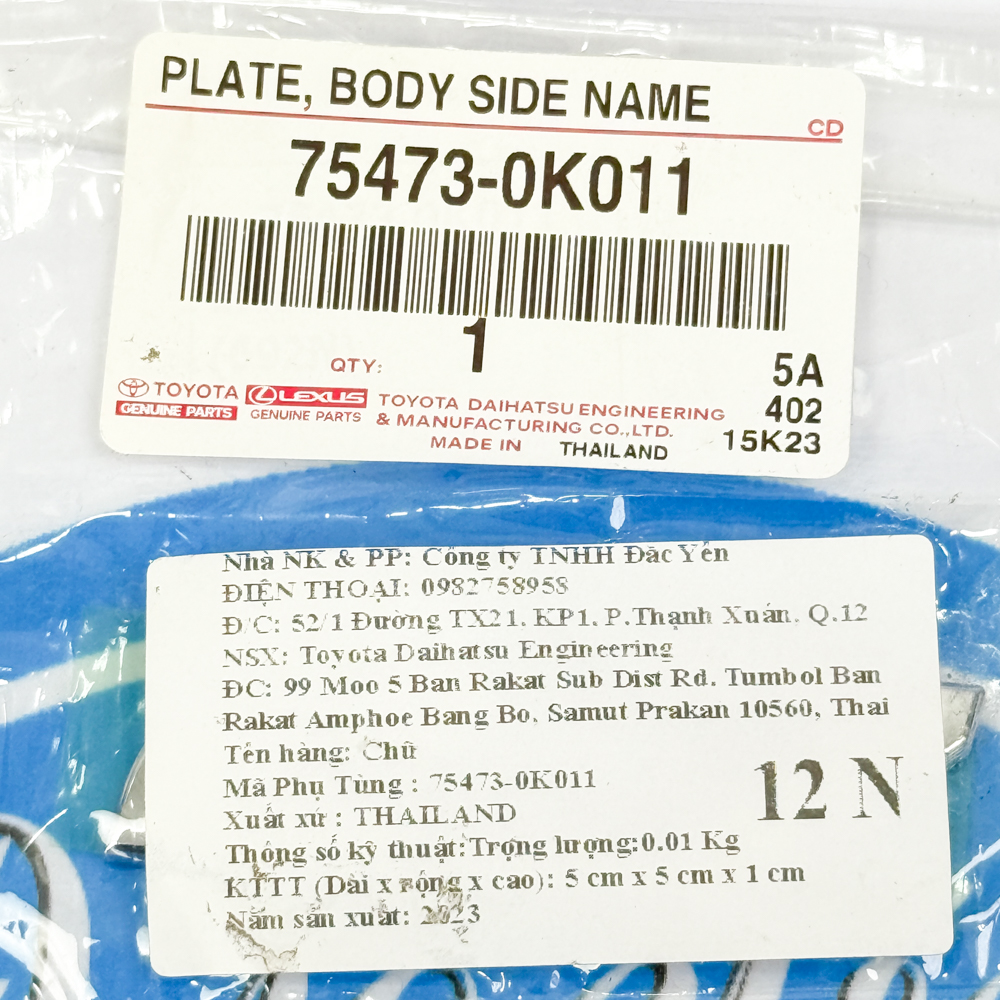 PLATE, BODY SIDE NAME
CD
75473-0K011
1
QTY:
5A
TOYOTA
GENUINE PARTS
LEXUS
GENUINE PARTS
TOYOTA DAIHATSU ENGINEERING
& MANUFACTURING CO.,LTD.
MADE IN THAILAND
402
15K23
Nhà NK & PP: Công ty TNHH Đắc Yến
ĐIỆN THOẠI: 0982758958
Đ/C: 52/1 Đường TX21, KP1, P.Thạnh Xuân, Q.12
NSX: Toyota Daihatsu Engineering
ĐC: 99 Moo 5 Ban Rakat Sub Dist Rd. Tumbol Ban
Rakat Amphoe Bang Bo, Samut Prakan 10560, Thai
Tên hàng: Chữ
Mã Phụ Tùng : 75473-0K011
Xuất xứ : THAILAND
12 N
Thông số kỹ thuật:Trọng lượng:0.01 Kg
KTTT (Dài x rộng x cao): 5 cm x 5 cm x 1 cm
Năm sản xuất: 2023